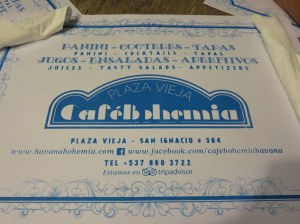 PANINI - COCTELES - TAPAS
PANINI - COCKTAILS - TAPAS
JUGOS - ENSALADAS - APERITIVOS
JUICES - TASTY SALADS - APPETIZERS
PLAZA VIEJA
Cafébohemia
PLAZA VIEJA - SAN IGNACIO # 364
www.havanabohemia.com www.facebook.com/cafebohemiahavana
TEL +537 860 3722
Estamos en tripadvisor